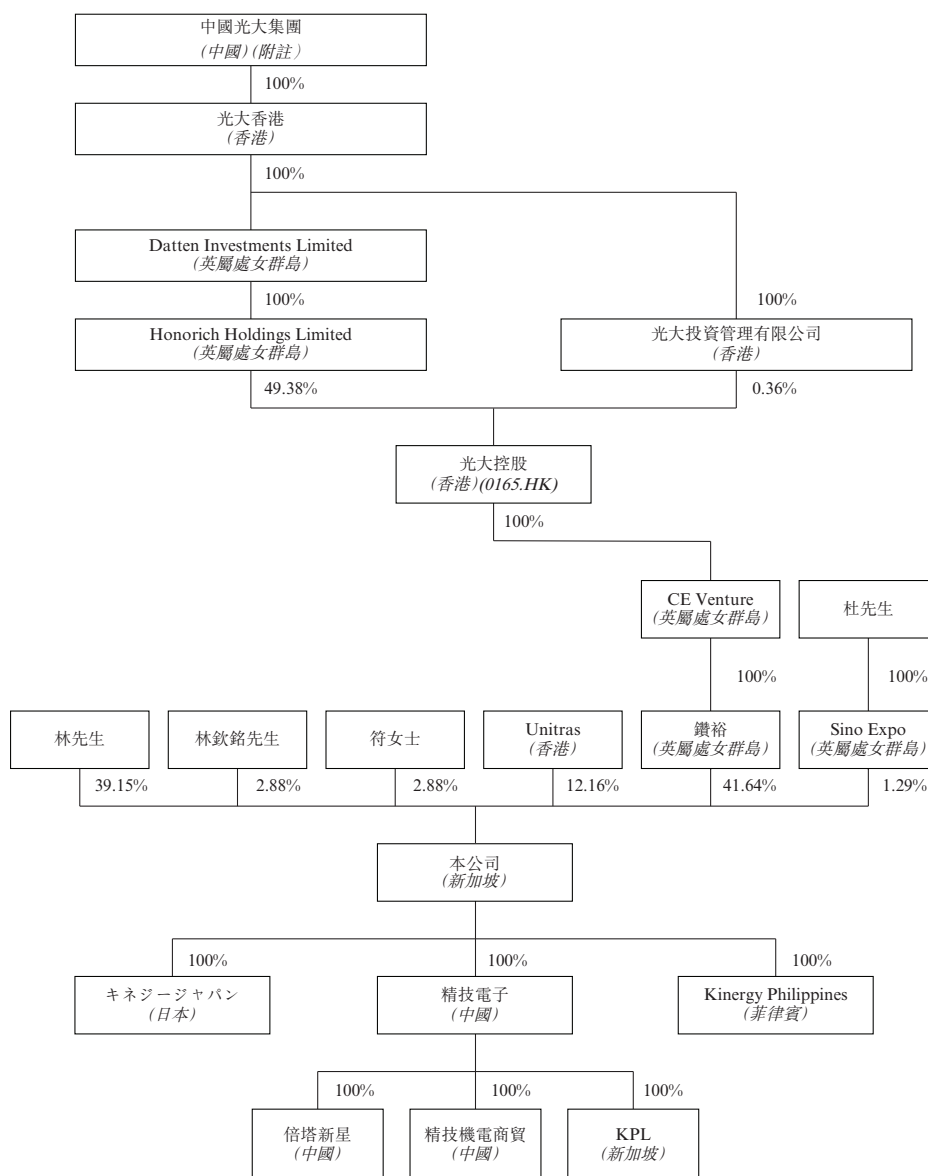 中國光大集團
(中國)(附註)
100%
光大香港
(香港)
100%
Datten Investments Limited
(英屬處女群島)
100%
100%
Honorich Holdings Limited
(英屬處女群島)
光大投資管理有限公司
(香港)
49.38%
0.36%
光大控股
(香港)(0165.HK)
100%
CE Venture
(英屬處女群島)
杜先生
100%
100%
林先生
林欽銘先生
符女士
Unitras
(香港)
鑽裕
(英屬處女群島)
Sino Expo
(英屬處女群島)
39.15%
2.88%
2.88%
12.16%
41.64%
1.29%
本公司
(新加坡)
100%
100%
100%
キネジージャパン
(日本)
精技電子
(中國)
Kinergy Philippines
(菲律賓)
100%
100%
100%
倍塔新星
(中國)
精技機電商貿
(中國)
KPL
(新加坡)